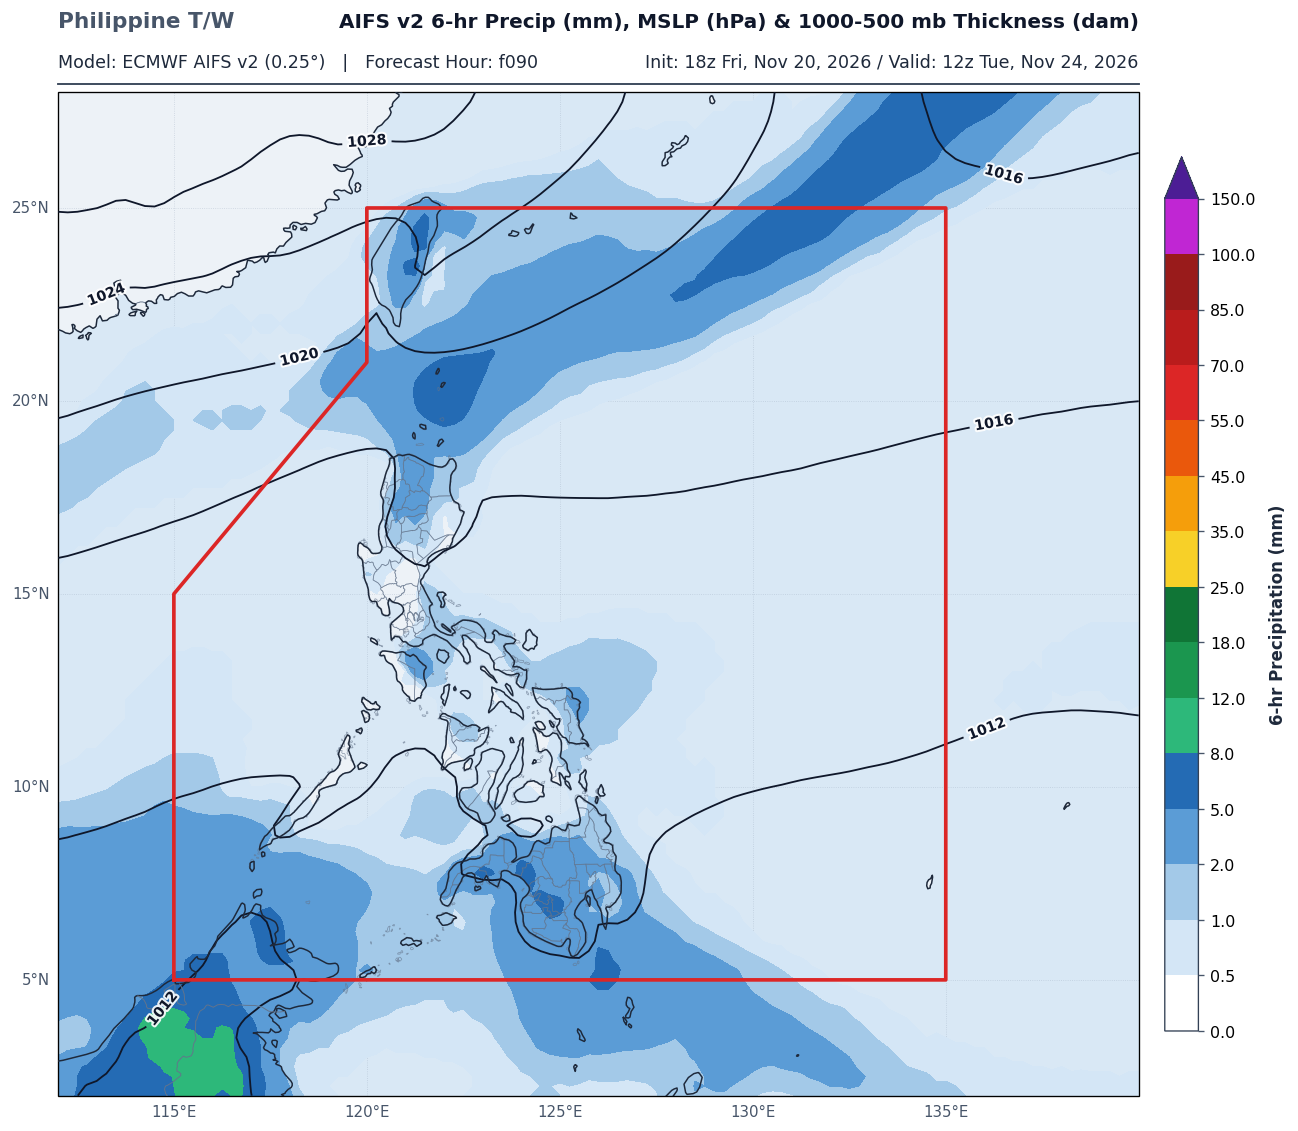 Philippine T/W
AIFS v2 6-hr Precip (mm), MSLP (hPa) & 1000-500 mb Thickness (dam)
Model: ECMWF AIFS v2 (0.25°) | Forecast Hour: f090
Init: 18z Fri, Nov 20, 2026 / Valid: 12z Tue, Nov 24, 2026
1028
1016
25°N
1024
1020
20°N
1016
15°N
1012
10°N
5°N
1012
115°E
120°E
125°E
130°E
135°E
150.0
100.0
85.0
70.0
55.0
45.0
35.0
25.0
18.0
12.0
8.0
5.0
2.0
1.0
0.5
0.0
6-hr Precipitation (mm)